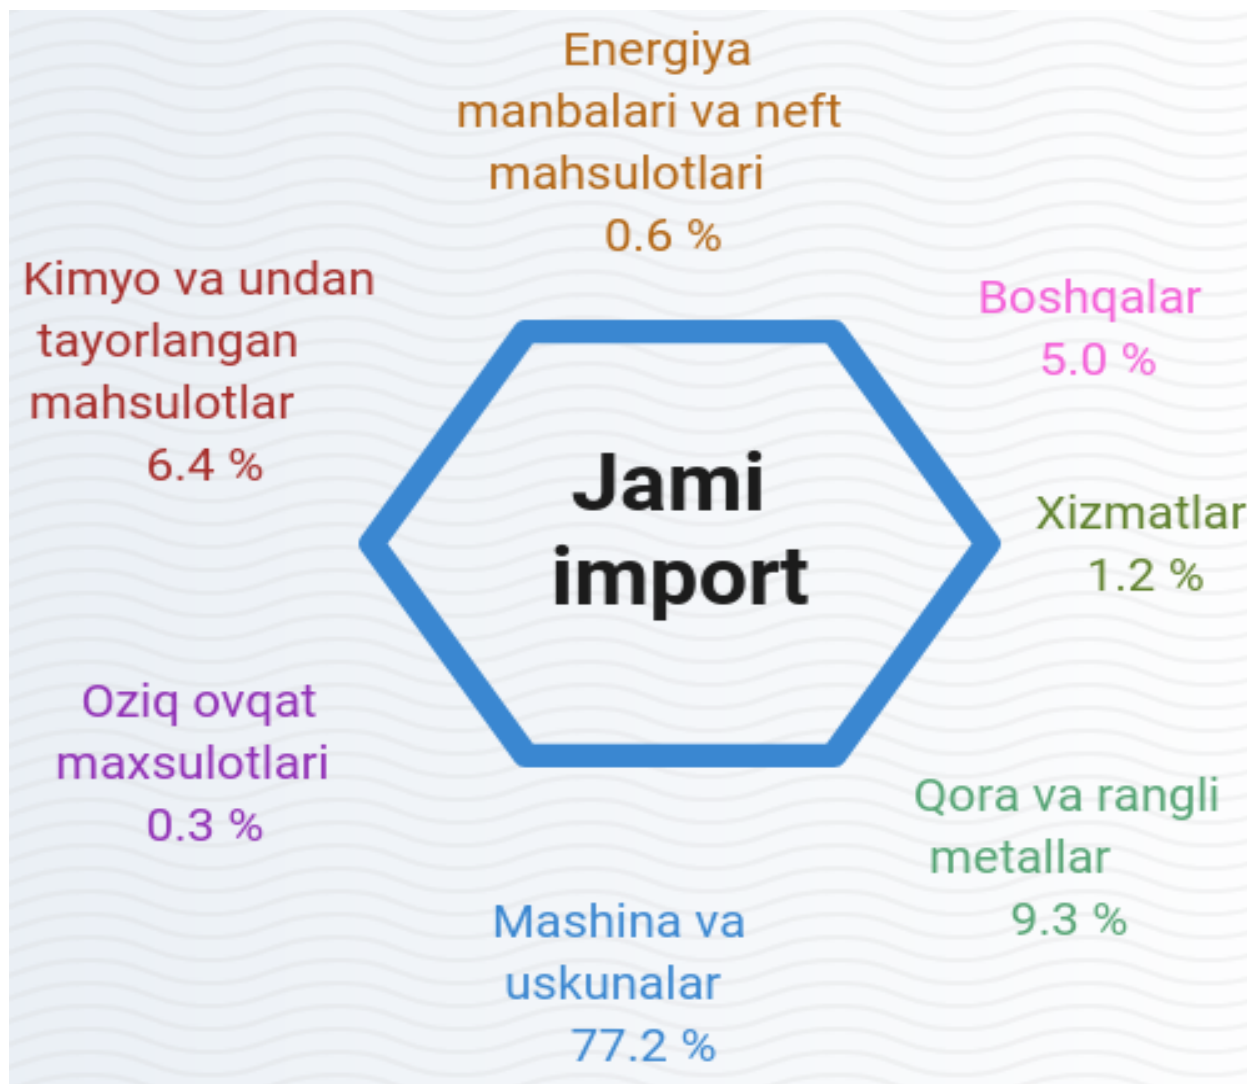 Energiya
manbalari va neft
mahsulotlari
0.6 %
Kimyo va undan
tayorlangan
mahsulotlar
6.4 %
Boshqalar
5.0 %
Jami
import
Xizmatlar
1.2 %
Oziq ovqat
maxsulotlari
0.3 %
Qora va rangli
metallar
9.3 %
Mashina va
uskunalar
77.2 %